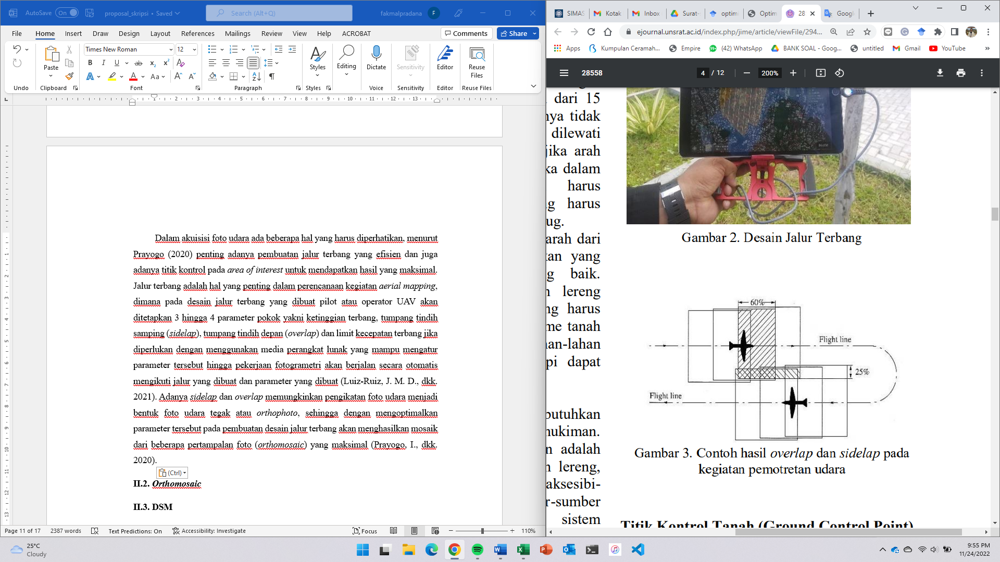 AutoSave On proposal_skripsi • Saved Search (Alt+Q) fakmalpradana F
File Home Insert Draw Design Layout References Mailings Review View Help ACROBAT Comments Share
Times New Roman 12
Paste Styles Editing Dictate Sensitivity Editor Reuse Files
Undo Clipboard Font Paragraph Styles Voice Sensitivity Editor Reuse Files
Dalam akuisisi foto udara ada beberapa hal yang harus diperhatikan, menurut
Prayogo (2020) penting adanya pembuatan jalur terbang yang efisien dan juga
adanya titik kontrol pada area of interest untuk mendapatkan hasil yang maksimal.
Jalur terbang adalah hal yang penting dalam perencanaan kegiatan aerial mapping,
dimana pada desain jalur terbang yang dibuat pilot atau operator UAV akan
ditetapkan 3 hingga 4 parameter pokok yakni ketinggian terbang, tumpang tindih
samping (sidelap), tumpang tindih depan (overlap) dan limit kecepatan terbang jika
diperlukan dengan menggunakan media perangkat lunak yang mampu mengatur
parameter tersebut hingga pekerjaan fotogrametri akan berjalan secara otomatis
mengikuti jalur yang dibuat dan parameter yang dibuat (Luiz-Ruiz, J. M. D., dkk.
2021). Adanya sidelap dan overlap memungkinkan pengikatan foto udara menjadi
bentuk foto udara tegak atau orthophoto, sehingga dengan mengoptimalkan
parameter tersebut pada pembuatan desain jalur terbang akan menghasilkan mosaik
dari beberapa pertampalan foto (orthomosaic) yang maksimal (Prayogo, I., dkk.
2020).
(Ctrl)
II.2. Orthomosaic
II.3. DSM
Page 11 of 17 2387 words Text Predictions: On Accessibility: Investigate Focus 110%
SIMAS Kotak Inbox Surat- optim Optim 28 Googl
ejournal.unsrat.ac.id/index.php/jime/article/viewFile/294...
Apps Kumpulan Ceramah... Empire (42) WhatsApp BANK SOAL - Goog... untitled Gmail YouTube »
28558 4 / 12 200%
dari 15
ya tidak
dilewati
jika arah
ka dalam
harus
g harus
ug.
arah dari
kan yang
g baik.
lereng
ng harus
me tanah
an-lahan
pi dapat
butuhkan
nukiman.
n adalah
lereng,
aksesibi-
r-sumber
sistem
Gambar 2. Desain Jalur Terbang
60%
Flight line
25%
Flight line
Gambar 3. Contoh hasil overlap dan sidelap pada
kegiatan pemotretan udara
Titik Kontrol Tanah (Ground Control Point)
25°C
Cloudy
9:55 PM
11/24/2022